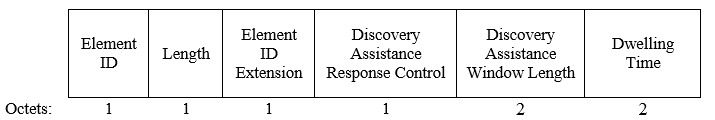 Element ID
Length
Element ID Extension
Discovery Assistance Response Control
Discovery Assistance Window Length
Dwelling Time
Octets: 1 1 1 1 2 2